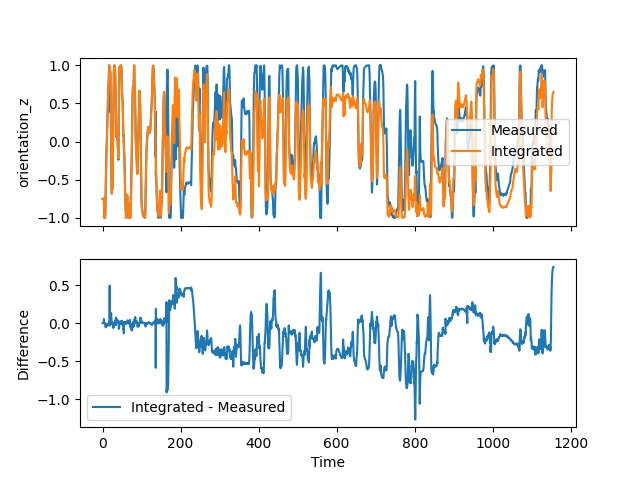 1.0
0.5
0.0
−0.5
−1.0
orientation_z
Measured
Integrated
0.5
0.0
−0.5
−1.0
Difference
Integrated - Measured
0 200 400 600 800 1000 1200
Time